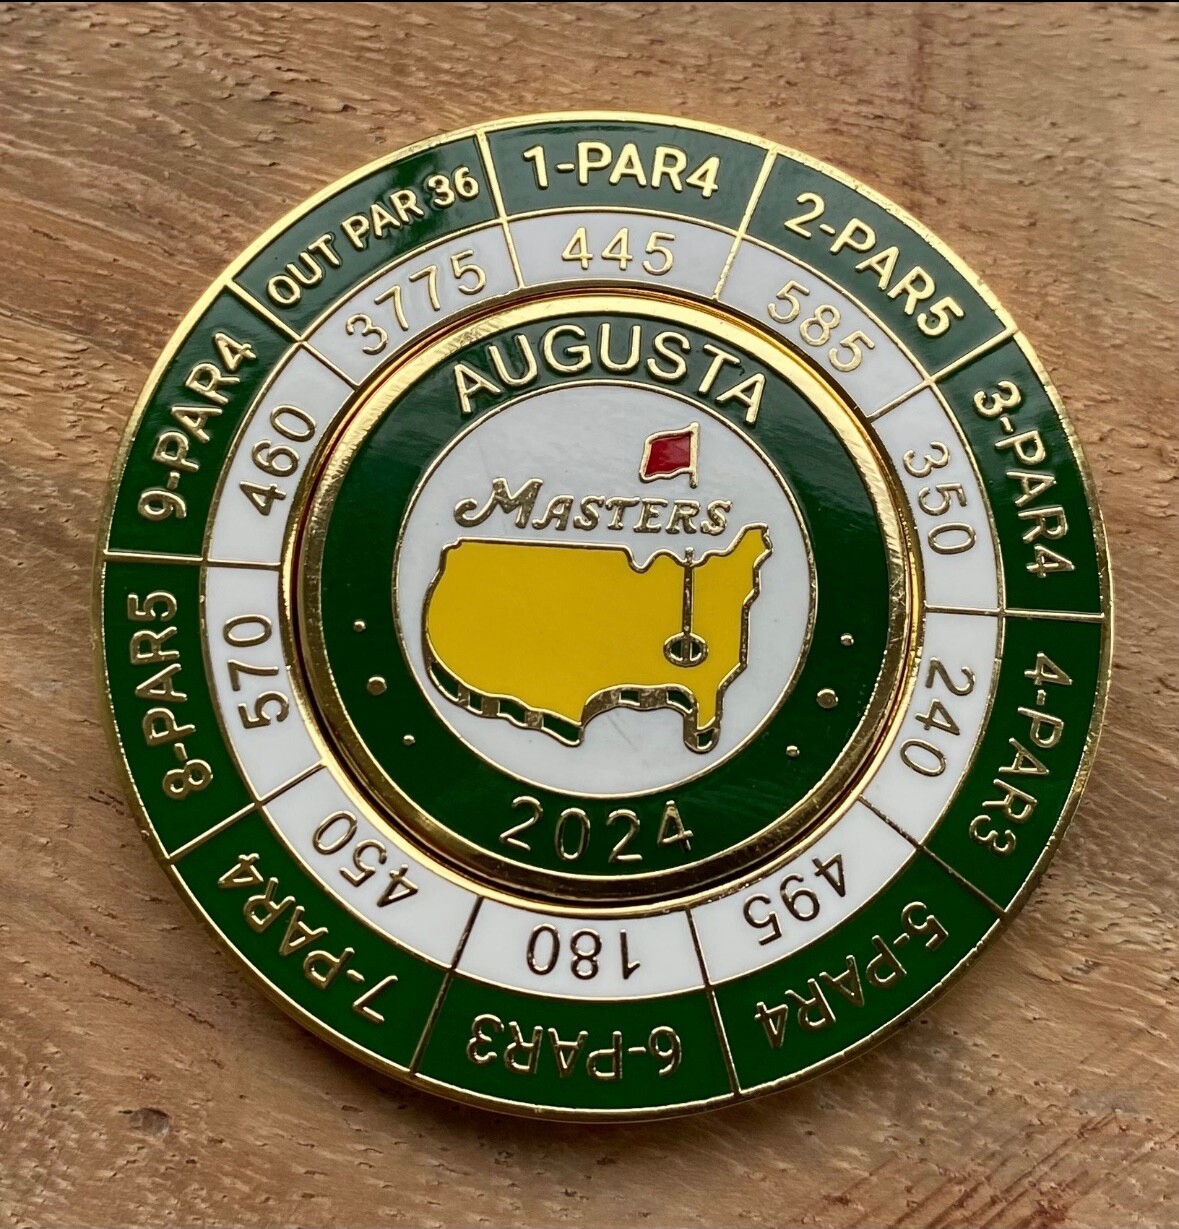 1-PAR4
445
2-PAR5
585
3-PAR4
350
4-PAR3
240
5-PAR4
495
6-PAR3
180
7-PAR4
450
8-PAR5
570
9-PAR4
460
OUT PAR 36
3775
AUGUSTA
MASTERS
2024